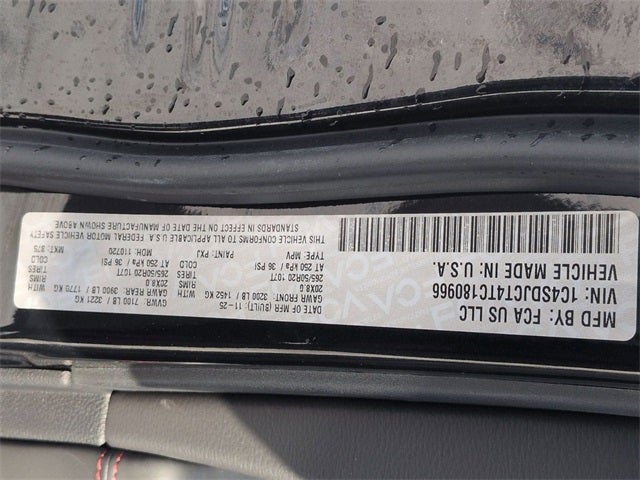 MFD BY: FCA US LLC
VIN: 1C4SDJCT4TC180966
VEHICLE MADE IN: U.S.A.
DATE OF MFR (BUILT): 11-25 GVWR: 7100 LB / 3221 KG
GAWR FRONT: 3200 LB / 1452 KG WITH GAWR REAR: 3900 LB / 1770 KG WITH
20X8.0 RIMS 20X8.0 RIMS
265/50R20 107T TIRES 265/50R20 107T TIRES
AT 250 kPa / 36 PSI COLD AT 250 kPa / 36 PSI COLD
TYPE: MPV PAINT: PXJ MDH: 110720 MKT: B75
THIS VEHICLE CONFORMS TO ALL APPLICABLE U.S.A. FEDERAL MOTOR VEHICLE SAFETY
STANDARDS IN EFFECT ON THE DATE OF MANUFACTURE SHOWN ABOVE.